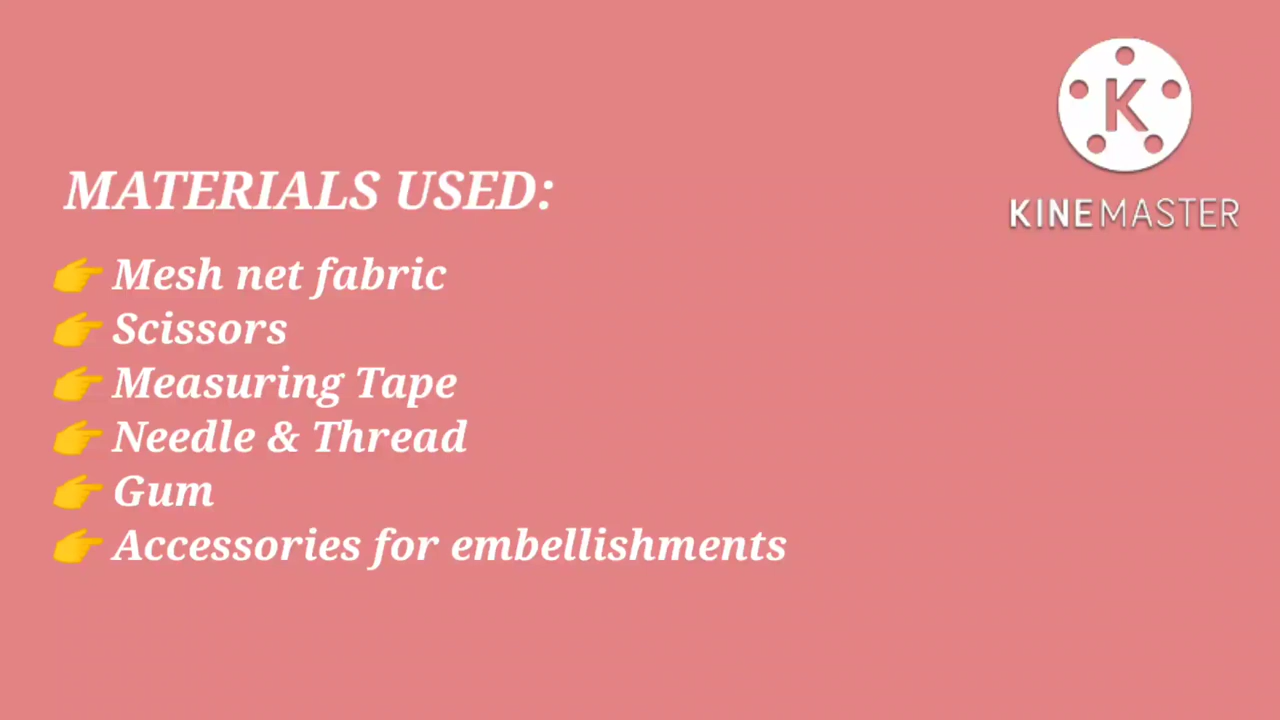 K
KINEMASTER
MATERIALS USED:
👉 Mesh net fabric
👉 Scissors
👉 Measuring Tape
👉 Needle & Thread
👉 Gum
👉 Accessories for embellishments